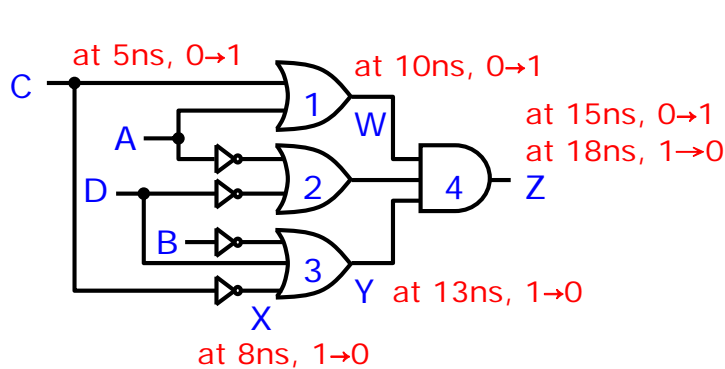 at 5ns, 0→1
C
at 10ns, 0→1
1
W
A
at 15ns, 0→1
at 18ns, 1→0
D
2
4
Z
B
3
Y
at 13ns, 1→0
X
at 8ns, 1→0